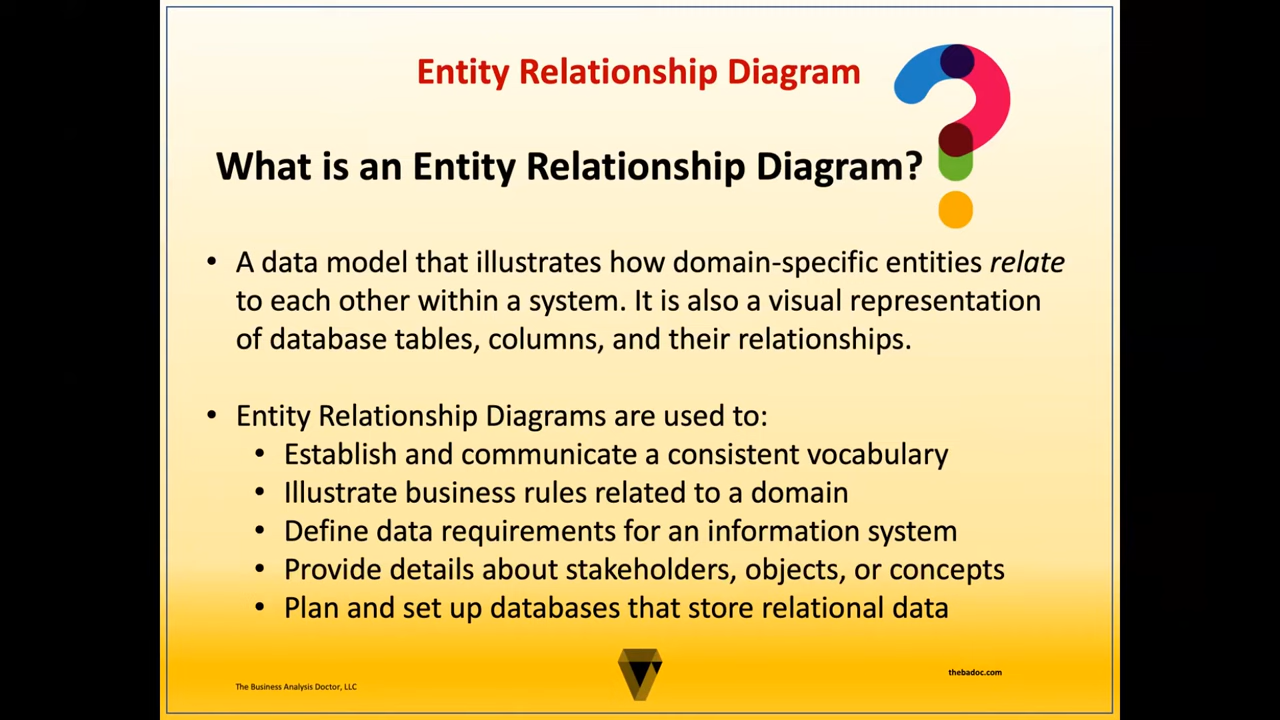 Entity Relationship Diagram
What is an Entity Relationship Diagram?
• A data model that illustrates how domain-specific entities relate
to each other within a system. It is also a visual representation
of database tables, columns, and their relationships.
• Entity Relationship Diagrams are used to:
• Establish and communicate a consistent vocabulary
• Illustrate business rules related to a domain
• Define data requirements for an information system
• Provide details about stakeholders, objects, or concepts
• Plan and set up databases that store relational data
thebadoc.com
The Business Analysis Doctor, LLC